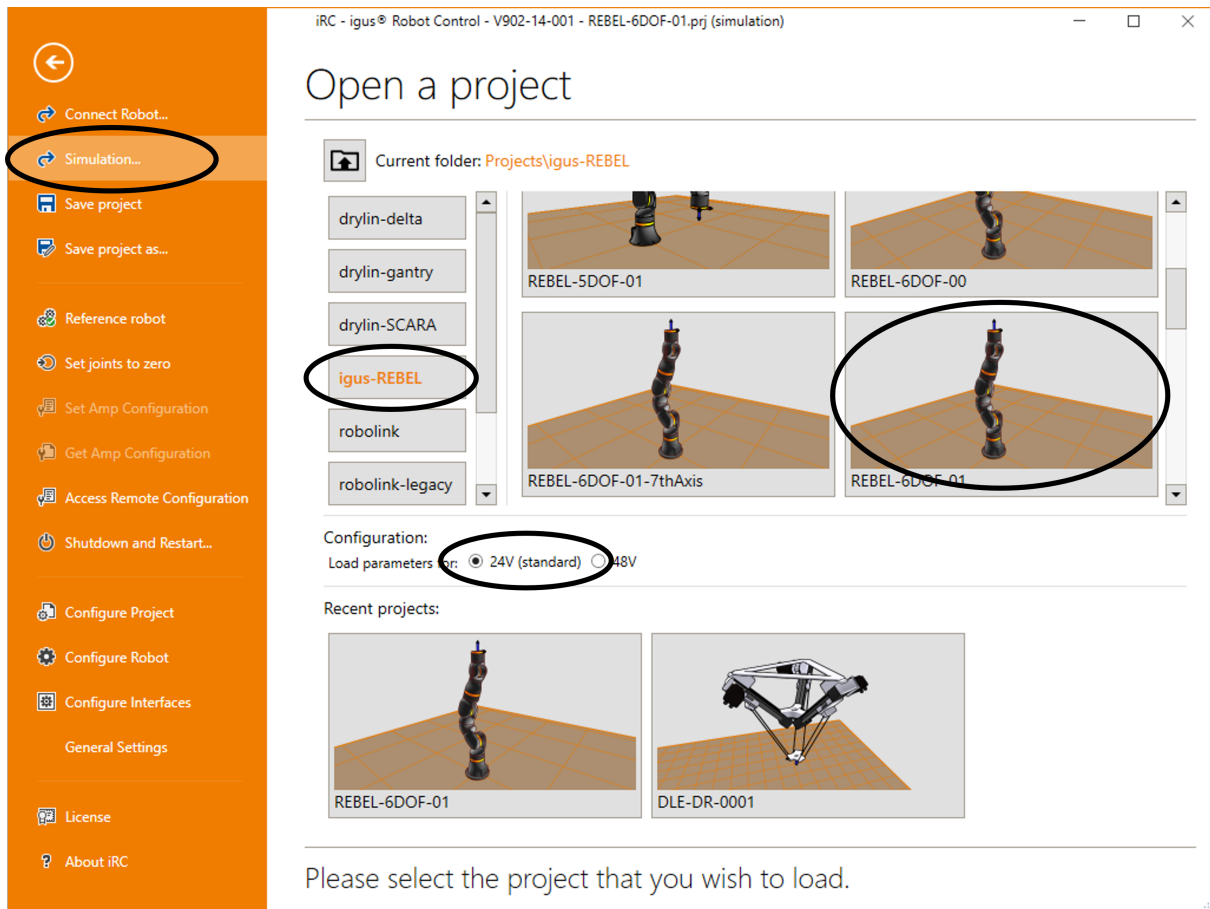 iRC - igus® Robot Control - V902-14-001 - REBEL-6DOF-01.prj (simulation)
Connect Robot...
Simulation...
Save project
Save project as...
Reference robot
Set joints to zero
Set Amp Configuration
Get Amp Configuration
Access Remote Configuration
Shutdown and Restart...
Configure Project
Configure Robot
Configure Interfaces
General Settings
License
About iRC
Open a project
Current folder: Projects\igus-REBEL
drylin-delta
drylin-gantry
drylin-SCARA
igus-REBEL
robolink
robolink-legacy
REBEL-5DOF-01
REBEL-6DOF-00
REBEL-6DOF-01-7thAxis
REBEL-6DOF-01
Configuration:
Load parameters for: 24V (standard) 48V
Recent projects:
REBEL-6DOF-01
DLE-DR-0001
Please select the project that you wish to load.